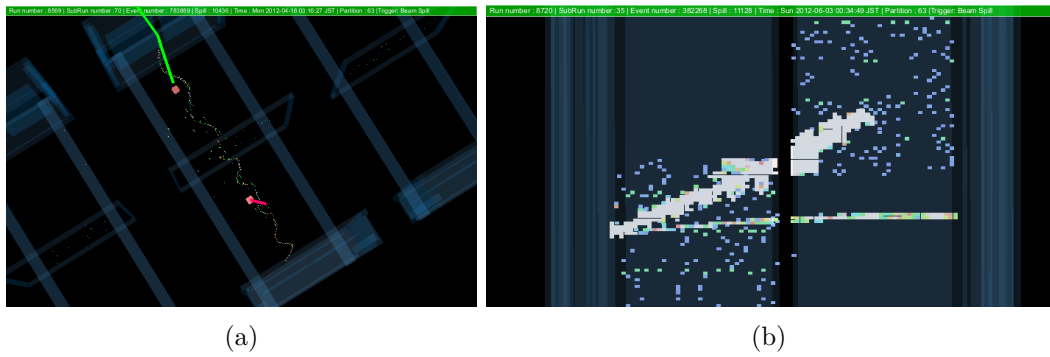 Run number : 8569 | SubRun number :70 | Event number : 783889 | Spill : 10436 | Time : Mon 2012-04-16 03:16:27 JST | Partition : 63 |Trigger: Beam Spill
Run number : 8720 | SubRun number :35 | Event number : 382268 | Spill : 11128 | Time : Sun 2012-06-03 00:34:49 JST | Partition : 63 |Trigger: Beam Spill
(a)
(b)